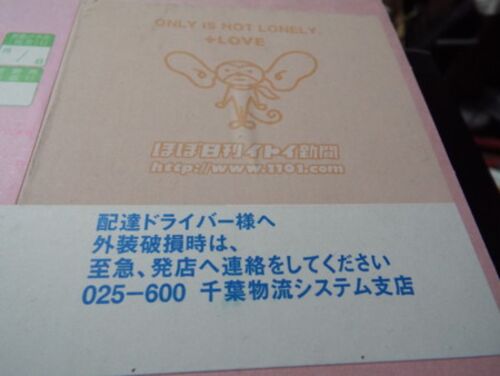 ONLY IS NOT LONELY.
+LOVE
ほぼ日刊イトイ新聞
http://www.1101.com
配達ドライバー様へ
外装破損時は、
至急、発店へ連絡をしてください
025-600 千葉物流システム支店